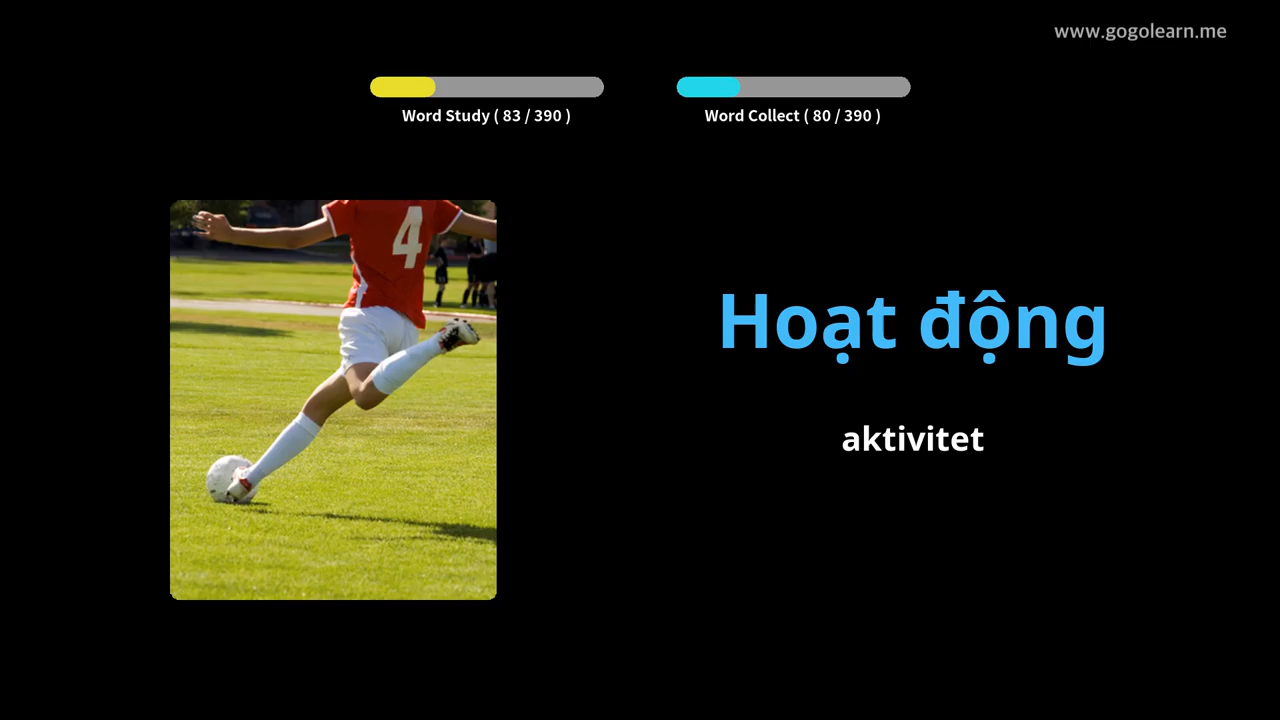 www.gogolearn.me
Word Study ( 83 / 390 )
Word Collect ( 80 / 390 )
4
Hoạt động
aktivitet